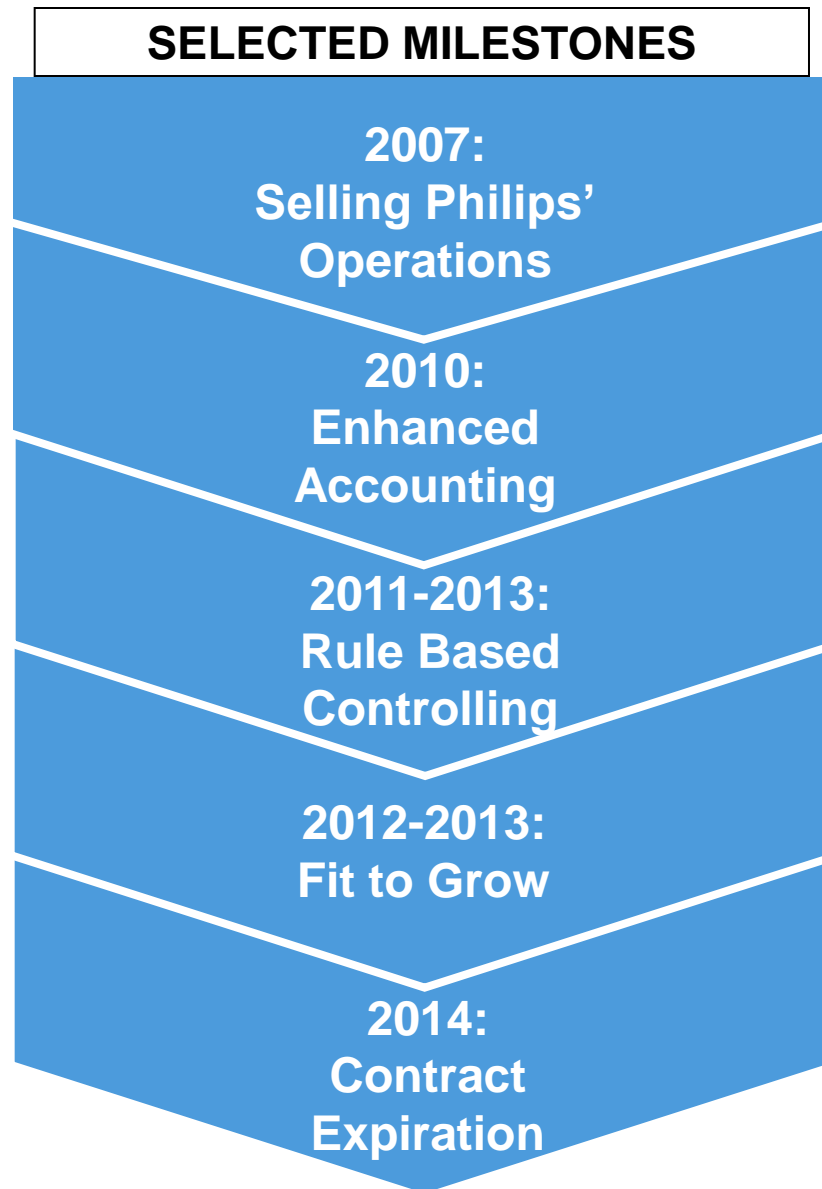 SELECTED MILESTONES
2007:
Selling Philips’
Operations
2010:
Enhanced
Accounting
2011-2013:
Rule Based
Controlling
2012-2013:
Fit to Grow
2014:
Contract
Expiration